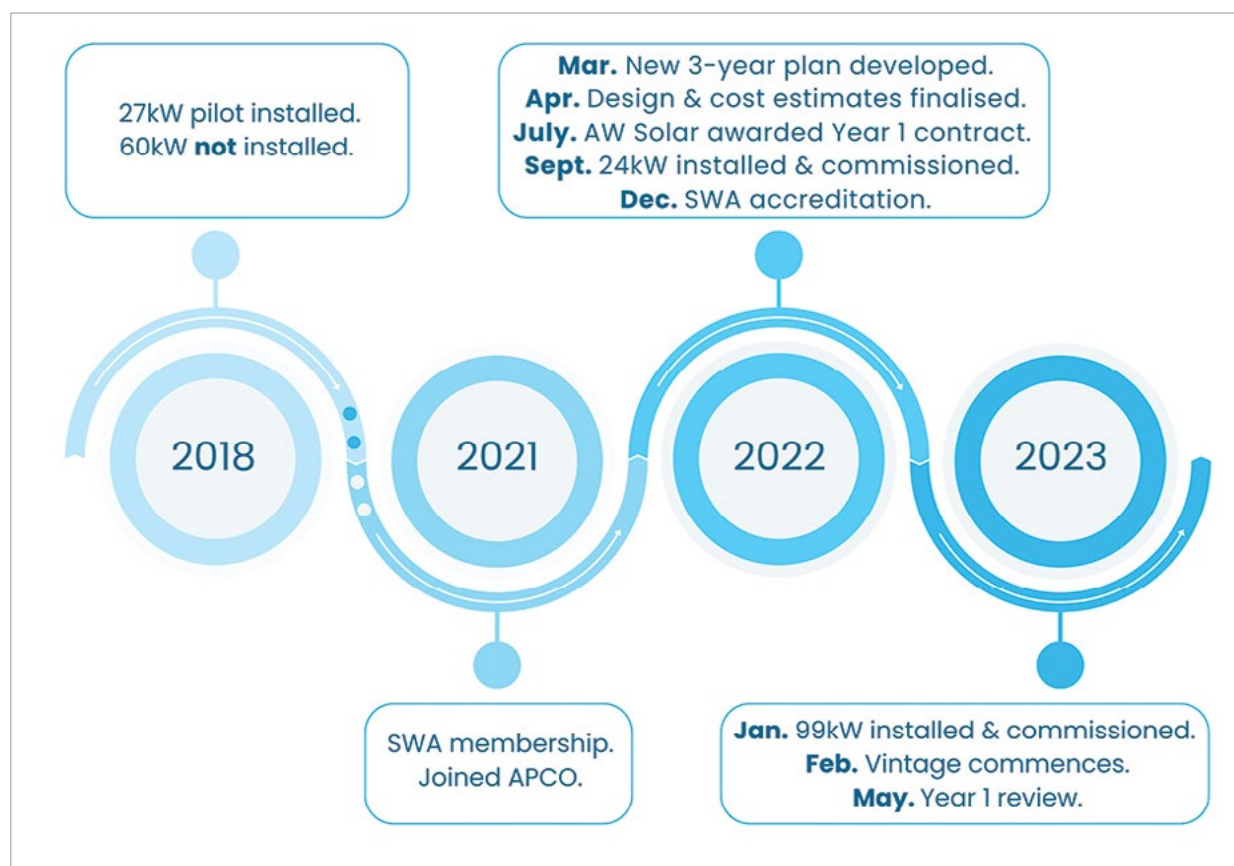 27kW pilot installed.
60kW not installed.
Mar. New 3-year plan developed.
Apr. Design & cost estimates finalised.
July. AW Solar awarded Year 1 contract.
Sept. 24kW installed & commissioned.
Dec. SWA accreditation.
2018
2021
2022
2023
SWA membership.
Joined APCO.
Jan. 99kW installed & commissioned.
Feb. Vintage commences.
May. Year 1 review.